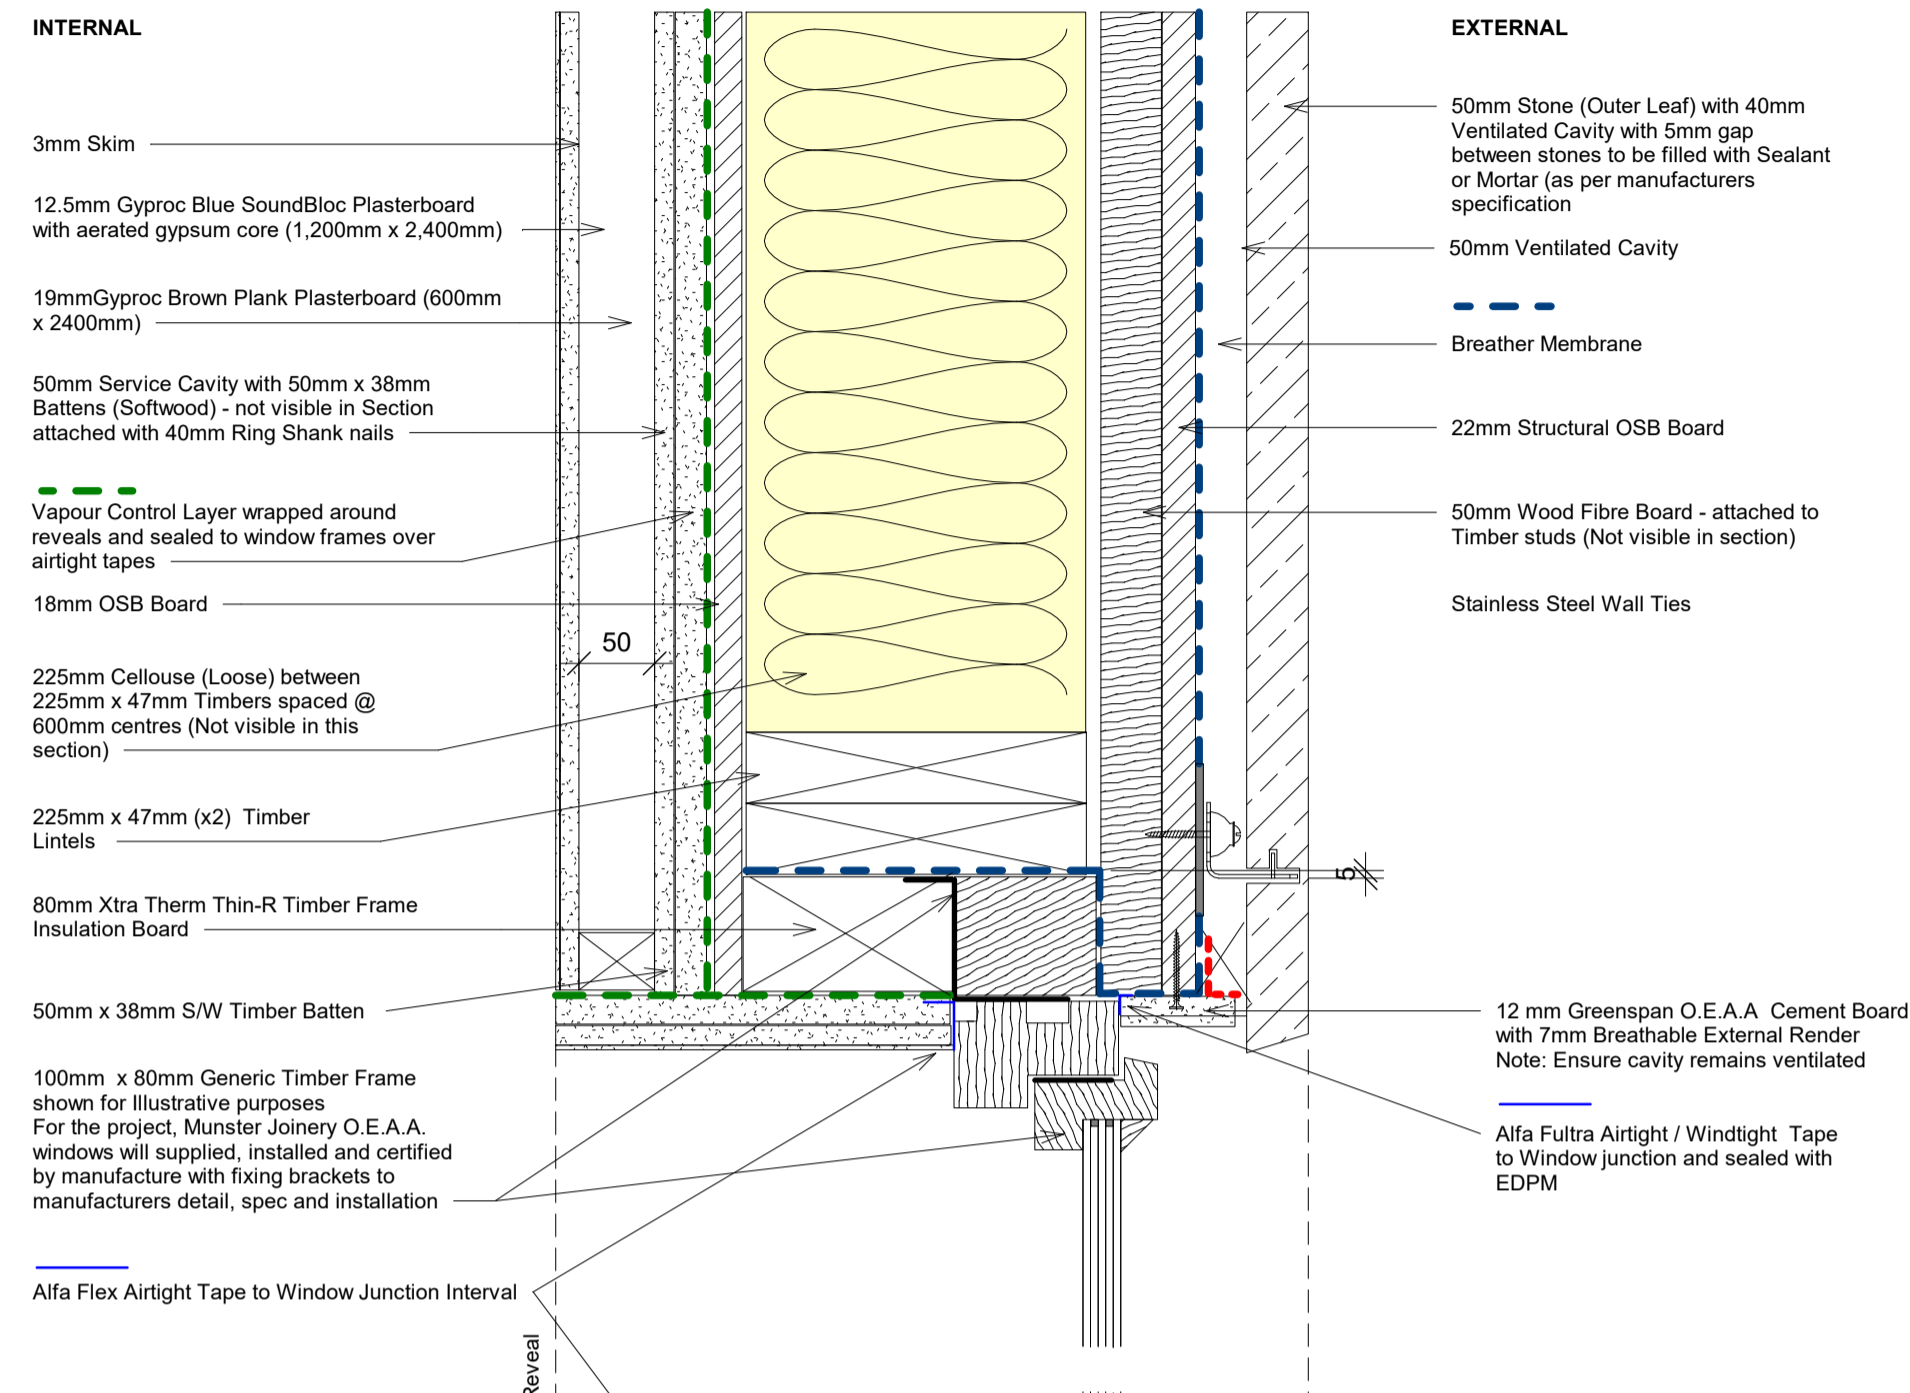 INTERNAL
3mm Skim
12.5mm Gyproc Blue SoundBloc Plasterboard
with aerated gypsum core (1,200mm x 2,400mm)
19mmGyproc Brown Plank Plasterboard (600mm
x 2400mm)
50mm Service Cavity with 50mm x 38mm
Battens (Softwood) - not visible in Section
attached with 40mm Ring Shank nails
Vapour Control Layer wrapped around
reveals and sealed to window frames over
airtight tapes
18mm OSB Board
225mm Cellouse (Loose) between
225mm x 47mm Timbers spaced @
600mm centres (Not visible in this
section)
225mm x 47mm (x2)  Timber
Lintels
80mm Xtra Therm Thin-R Timber Frame
Insulation Board
50mm x 38mm S/W Timber Batten
100mm  x 80mm Generic Timber Frame
shown for Illustrative purposes
For the project, Munster Joinery O.E.A.A.
windows will supplied, installed and certified
by manufacture with fixing brackets to
manufacturers detail, spec and installation
Alfa Flex Airtight Tape to Window Junction Interval
50
5
Reveal
EXTERNAL
50mm Stone (Outer Leaf) with 40mm
Ventilated Cavity with 5mm gap
between stones to be filled with Sealant
or Mortar (as per manufacturers
specification
50mm Ventilated Cavity
Breather Membrane
22mm Structural OSB Board
50mm Wood Fibre Board - attached to
Timber studs (Not visible in section)
Stainless Steel Wall Ties
12 mm Greenspan O.E.A.A  Cement Board
with 7mm Breathable External Render
Note: Ensure cavity remains ventilated
Alfa Fultra Airtight / Windtight  Tape
to Window junction and sealed with
EDPM